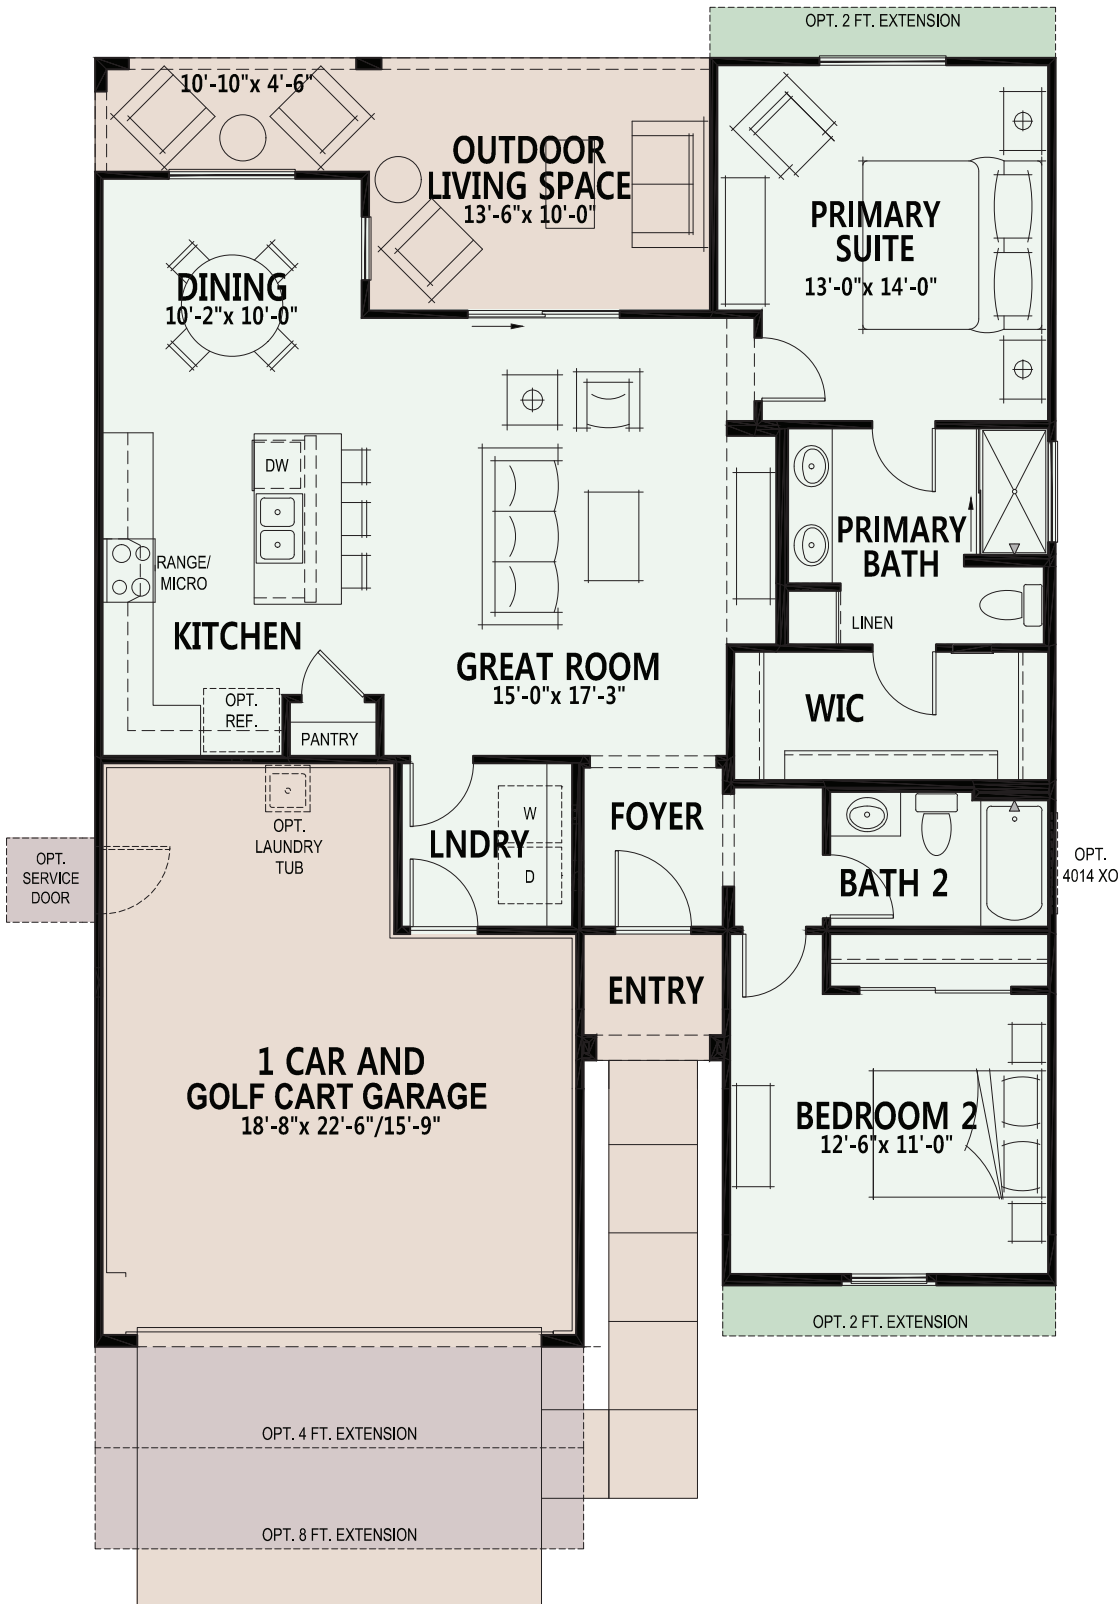 OPT. 2 FT. EXTENSION
10'-10"x 4'-6"
OUTDOOR
LIVING SPACE
13'-6"x 10'-0"
PRIMARY
SUITE
13'-0"x 14'-0"
DINING
10'-2"x 10'-0"
DW
RANGE/
MICRO
KITCHEN
PRIMARY
BATH
LINEN
GREAT ROOM
15'-0"x 17'-3"
OPT.
REF.
PANTRY
WIC
OPT.
LAUNDRY
TUB
LNDRY
W
D
FOYER
BATH 2
OPT.
4014 XO
OPT.
SERVICE
DOOR
ENTRY
1 CAR AND
GOLF CART GARAGE
18'-8"x 22'-6"/15'-9"
BEDROOM 2
12'-6"x 11'-0"
OPT. 2 FT. EXTENSION
OPT. 4 FT. EXTENSION
OPT. 8 FT. EXTENSION